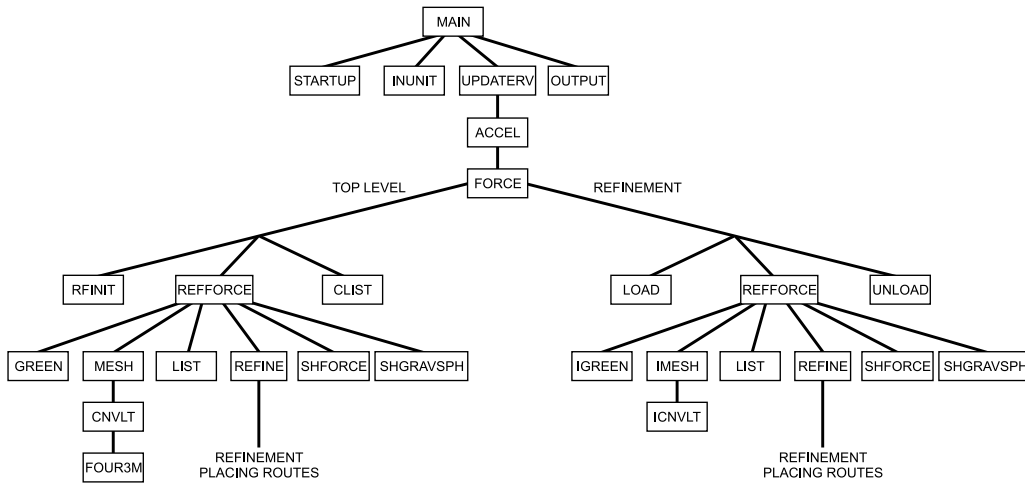 MAIN
STARTUP
INUNIT
UPDATERV
OUTPUT
ACCEL
FORCE
TOP LEVEL
REFINEMENT
RFINIT
REFFORCE
CLIST
LOAD
REFFORCE
UNLOAD
GREEN
MESH
LIST
REFINE
SHFORCE
SHGRAVSPH
IGREEN
IMESH
LIST
REFINE
SHFORCE
SHGRAVSPH
CNVLT
ICNVLT
FOUR3M
REFINEMENT
PLACING ROUTES
REFINEMENT
PLACING ROUTES